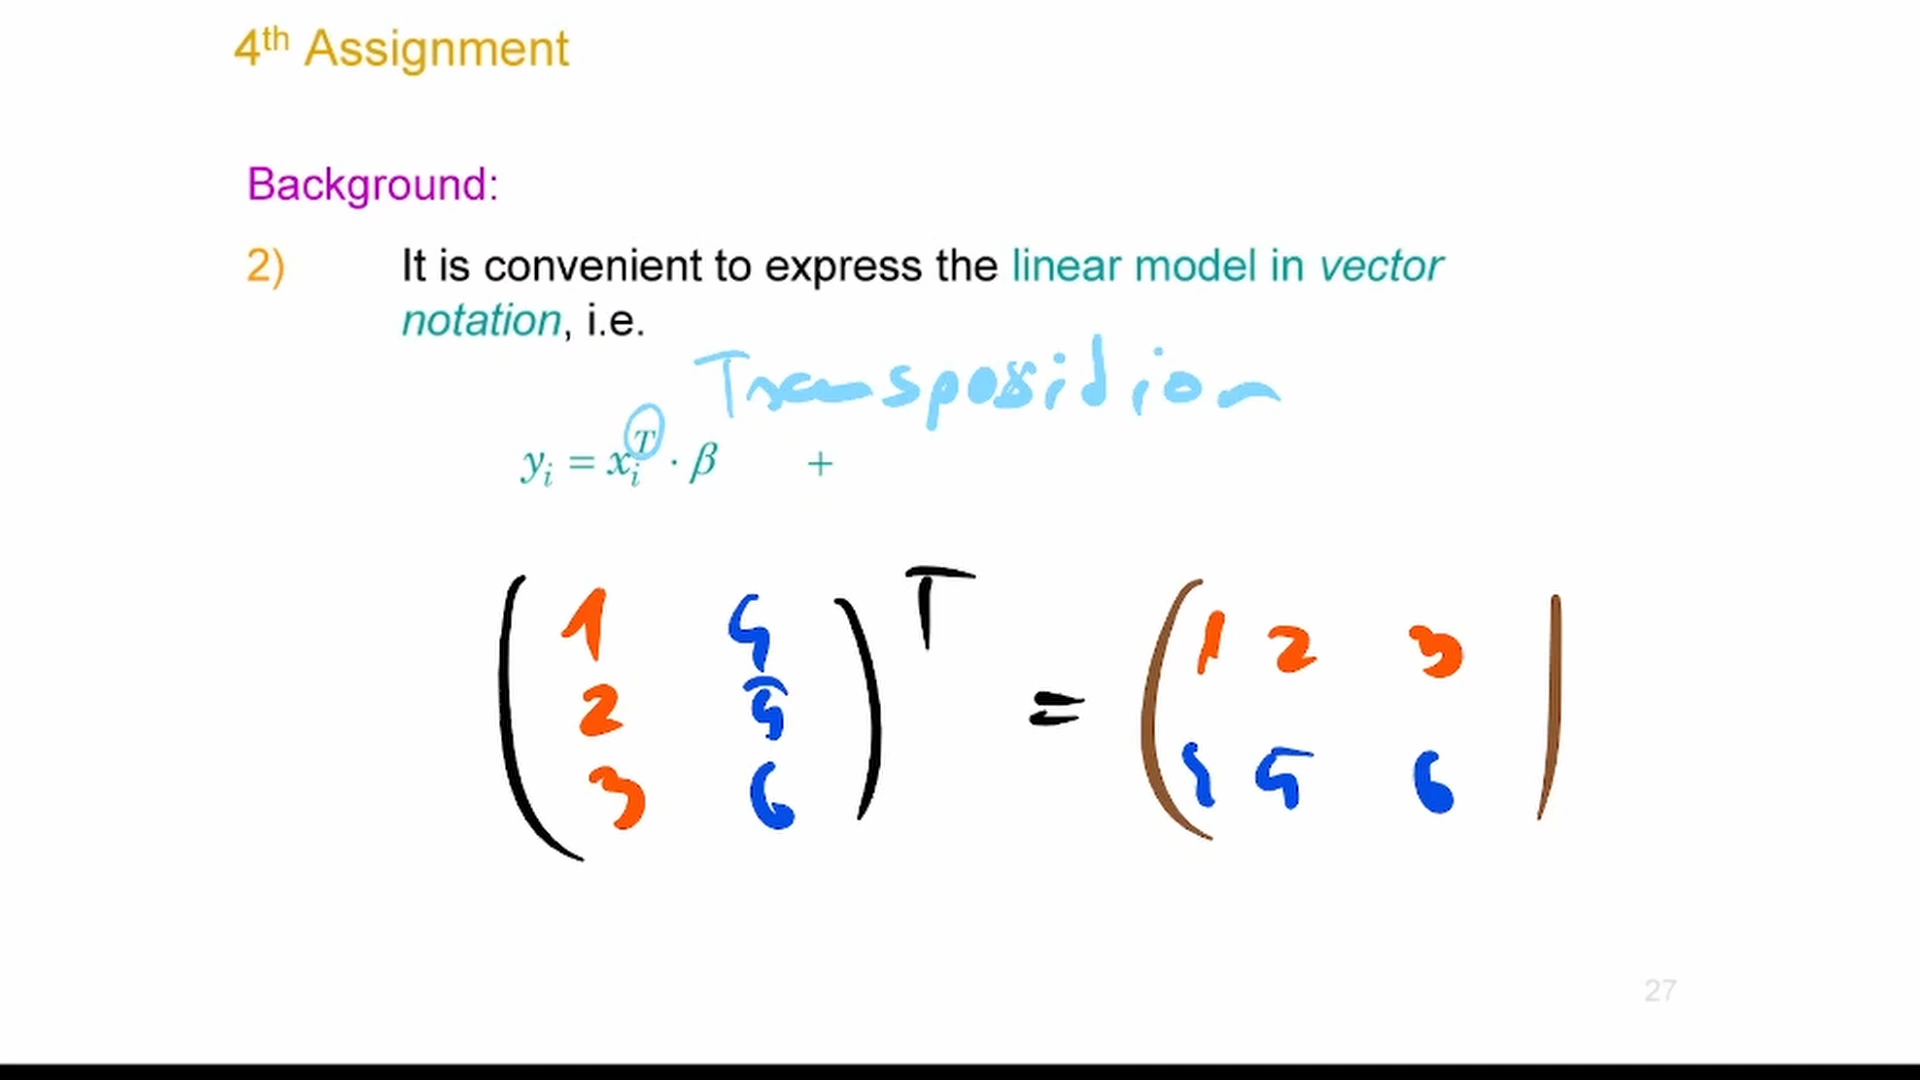 4th Assignment
Background:
2) It is convenient to express the linear model in vector
notation, i.e.
Transposition
yᵢ = xᵢᵀ · β +
( 1 4 )ᵀ = ( 1 2 3 )
2 5
3 6 4 5 6
27